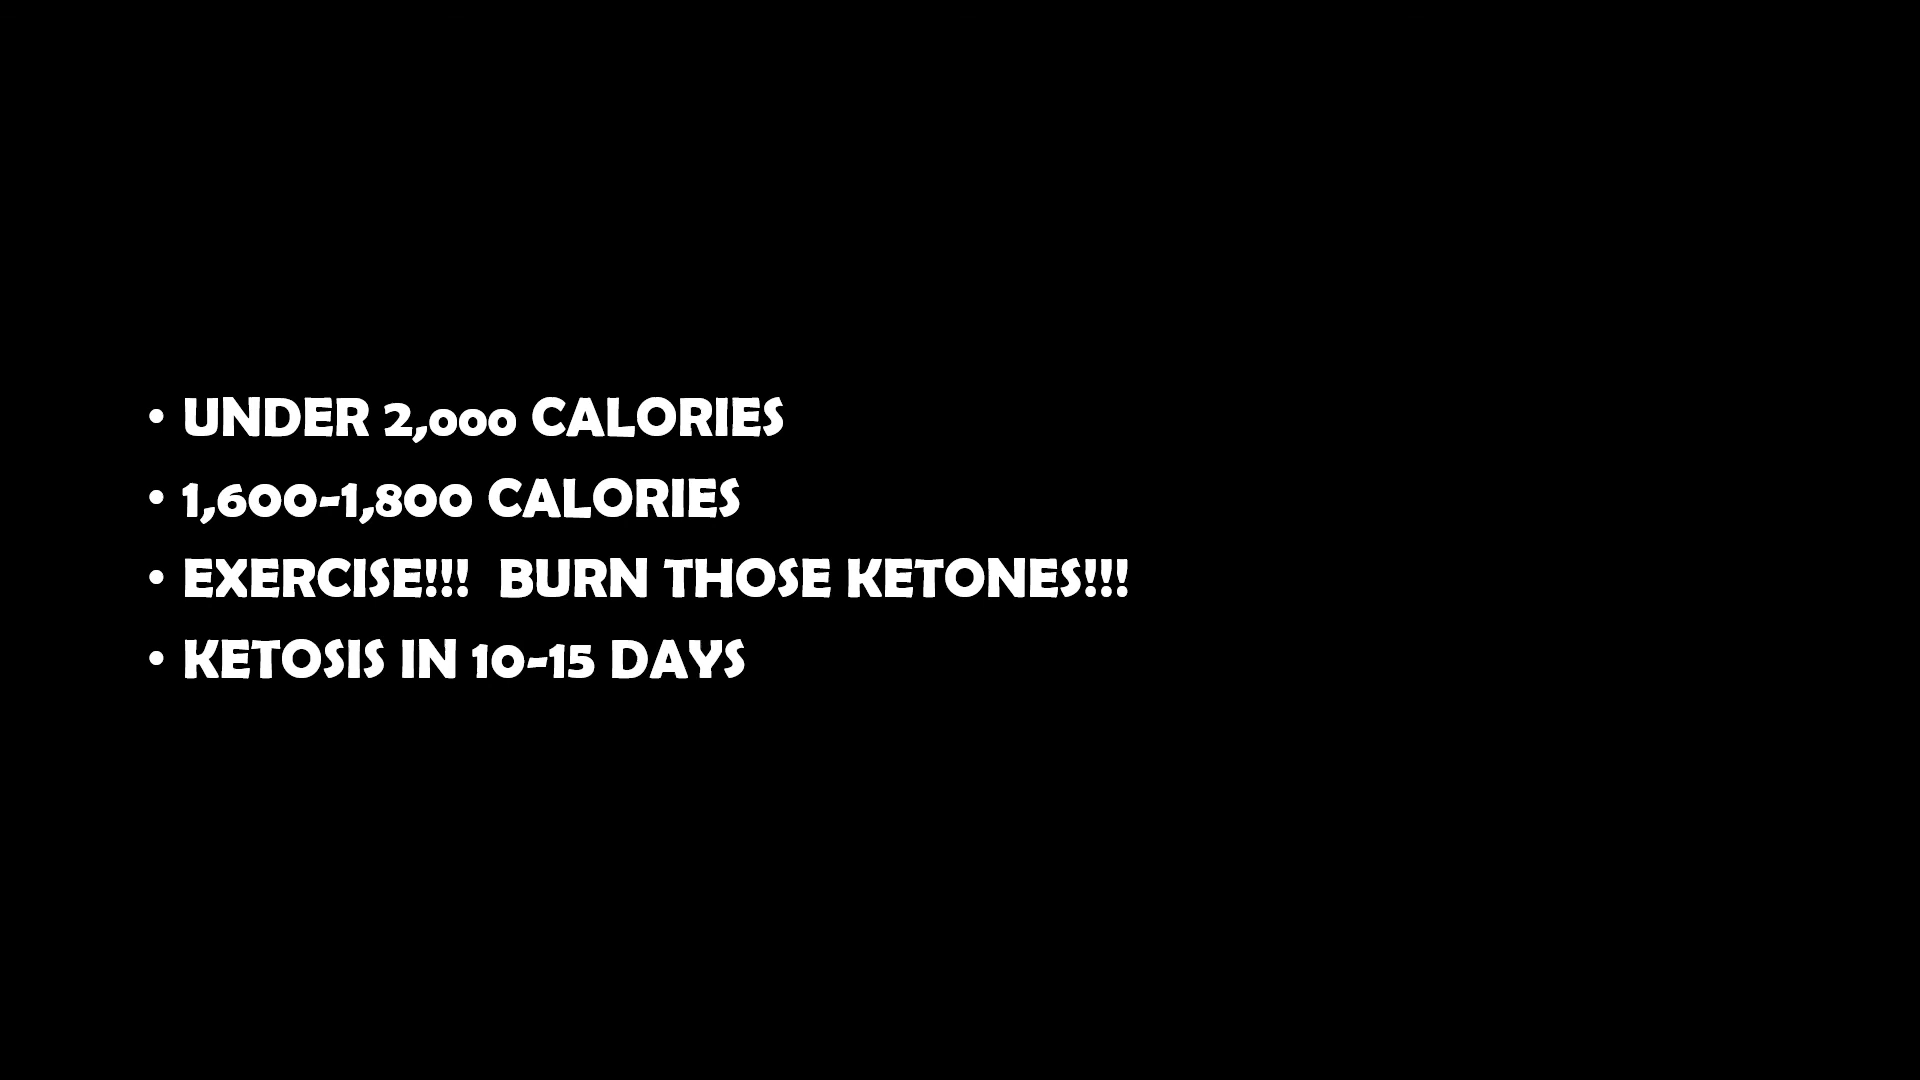 • UNDER 2,000 CALORIES
• 1,600-1,800 CALORIES
• EXERCISE!!!  BURN THOSE KETONES!!!
• KETOSIS IN 10-15 DAYS